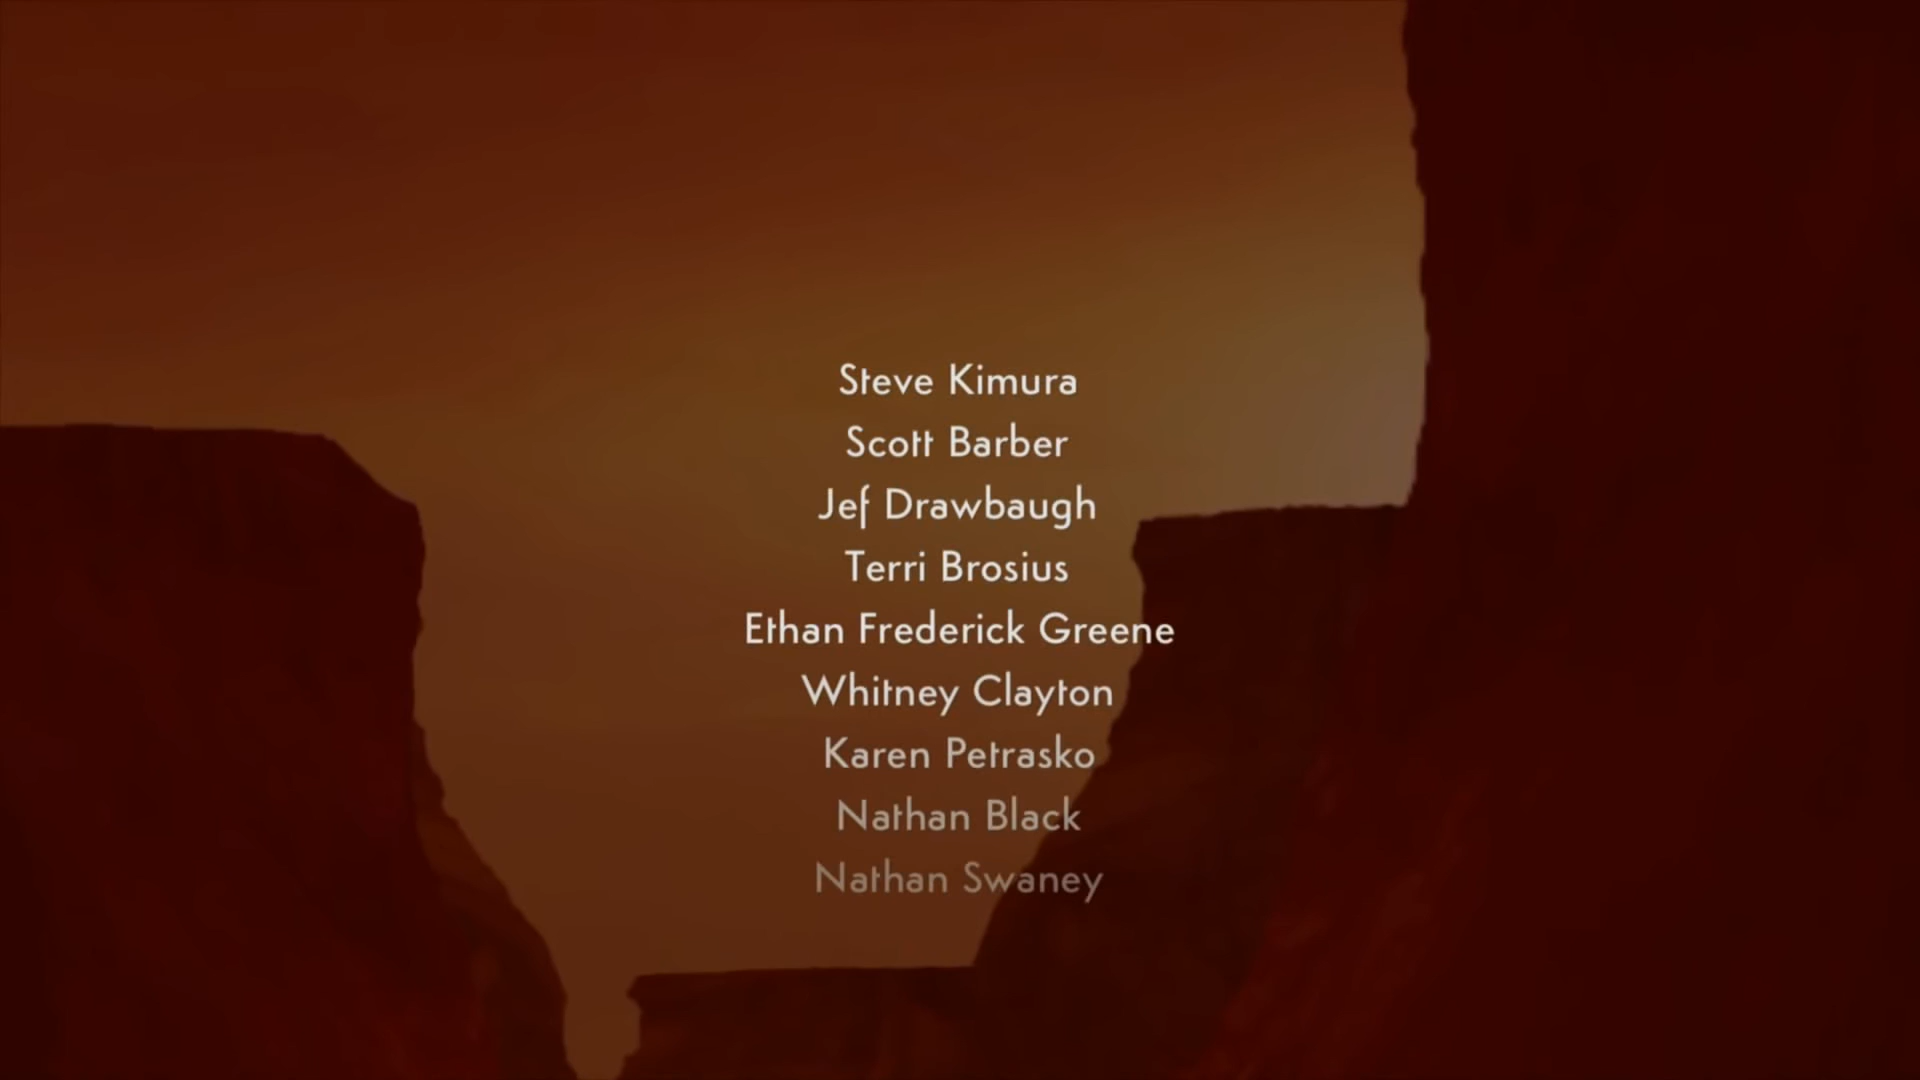 Steve Kimura
Scott Barber
Jef Drawbaugh
Terri Brosius
Ethan Frederick Greene
Whitney Clayton
Karen Petrasko
Nathan Black
Nathan Swaney